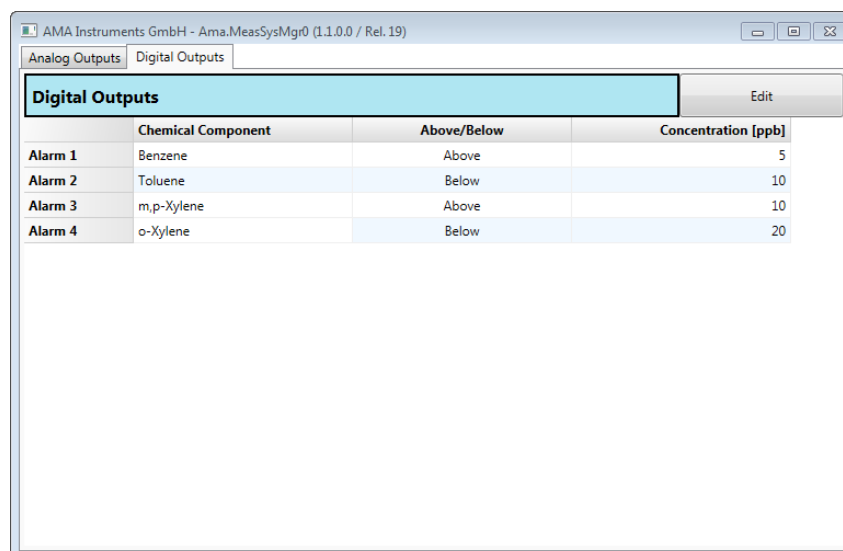 AMA Instruments GmbH - Ama.MeasSysMgr0 (1.1.0.0 / Rel. 19)
Analog Outputs Digital Outputs
Digital Outputs Edit
Chemical Component Above/Below Concentration [ppb]
Alarm 1 Benzene Above 5
Alarm 2 Toluene Below 10
Alarm 3 m,p-Xylene Above 10
Alarm 4 o-Xylene Below 20